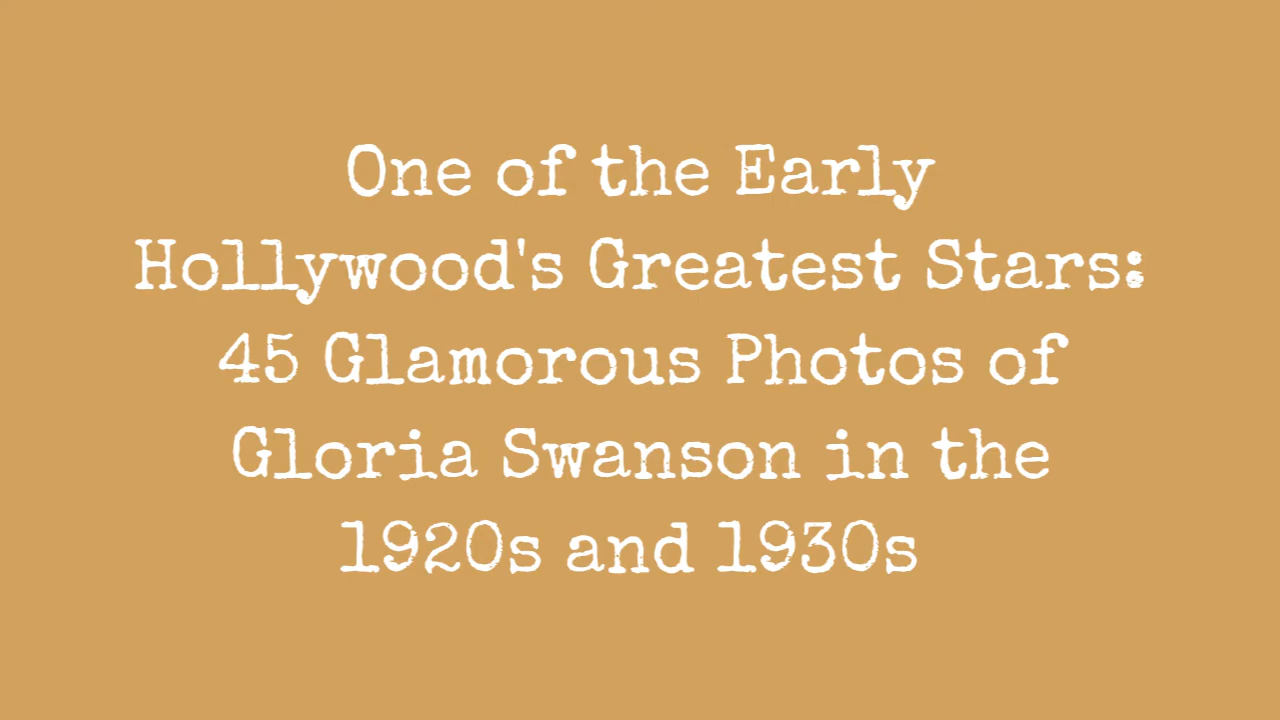 One of the Early
Hollywood's Greatest Stars:
45 Glamorous Photos of
Gloria Swanson in the
1920s and 1930s